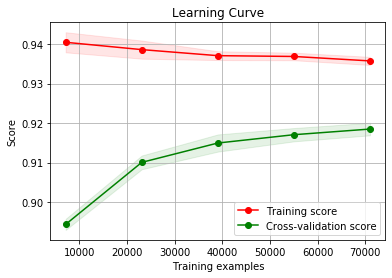 Learning Curve
0.94
0.93
0.92
0.91
0.90
Score
Training score
Cross-validation score
10000 20000 30000 40000 50000 60000 70000
Training examples